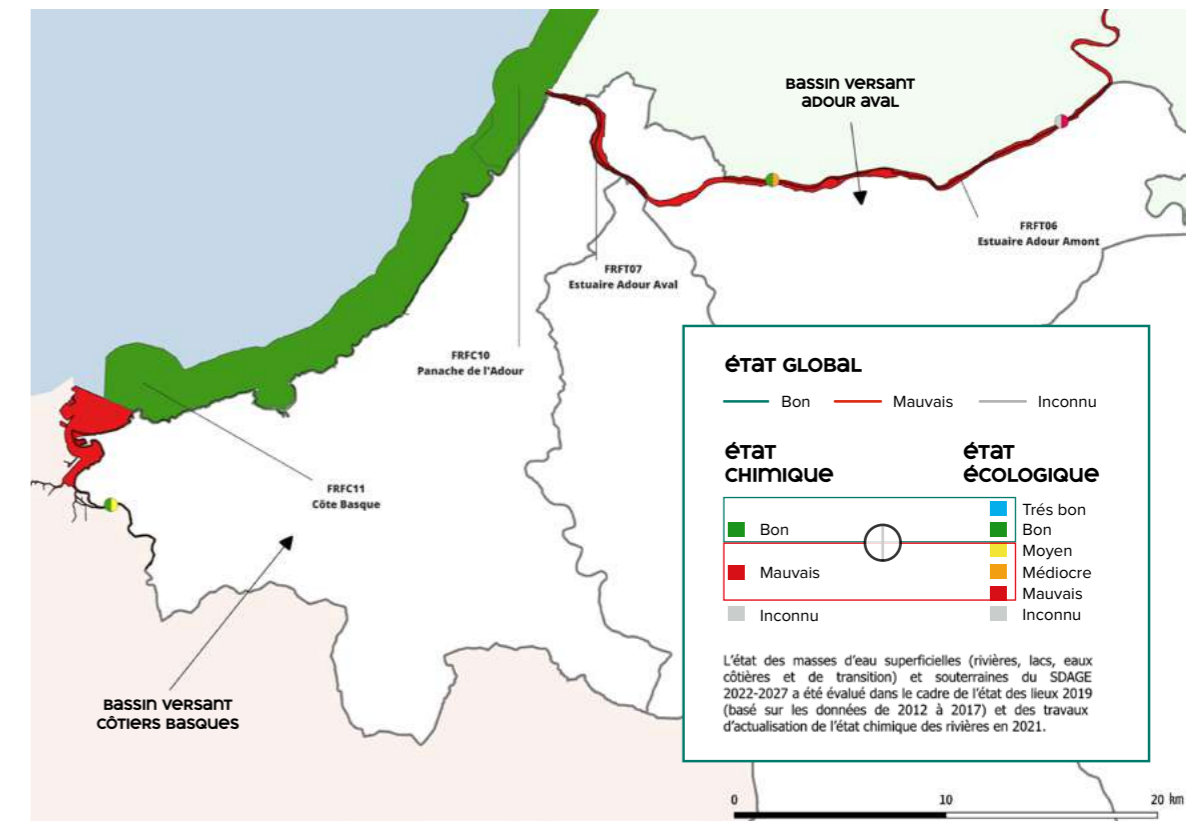 BASSIN VERSANT
ADOUR AVAL
FRFT06
Estuaire Adour Amont
FRFT07
Estuaire Adour Aval
FRFC10
Panache de l'Adour
FRFC11
Côte Basque
BASSIN VERSANT
CÔTIERS BASQUES
ÉTAT GLOBAL
Bon Mauvais Inconnu
ÉTAT
CHIMIQUE
Bon
Mauvais
Inconnu
ÉTAT
ÉCOLOGIQUE
Trés bon
Bon
Moyen
Médiocre
Mauvais
Inconnu
L'état des masses d'eau superficielles (rivières, lacs, eaux
côtières et de transition) et souterraines du SDAGE
2022-2027 a été évalué dans le cadre de l'état des lieux 2019
(basé sur les données de 2012 à 2017) et des travaux
d'actualisation de l'état chimique des rivières en 2021.
0 10 20 km